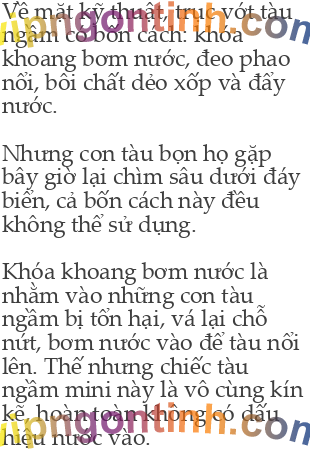 Về mặt kỹ thuật, trục vớt tàu
ngầm có bốn cách: khóa
khoang bơm nước, đeo phao
nổi, bôi chất dẻo xốp và đẩy
nước.
Nhưng con tàu bọn họ gặp
bây giờ lại chìm sâu dưới đáy
biển, cả bốn cách này đều
không thể sử dụng.
Khóa khoang bơm nước là
nhằm vào những con tàu
ngầm bị tổn hại, vá lại chỗ
nứt, bơm nước vào để tàu nổi
lên. Thế nhưng chiếc tàu
ngầm mini này là vô cùng kín
kẽ, hoàn toàn không có dấu
hiệu nước vào.
vipngontinh.com
vipngontinh.com